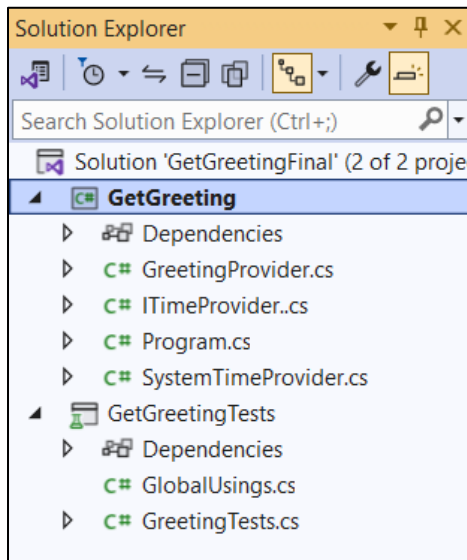 Solution Explorer
Search Solution Explorer (Ctrl+;)
Solution 'GetGreetingFinal' (2 of 2 proje
C# GetGreeting
Dependencies
C# GreetingProvider.cs
C# ITimeProvider..cs
C# Program.cs
C# SystemTimeProvider.cs
GetGreetingTests
Dependencies
C# GlobalUsings.cs
C# GreetingTests.cs